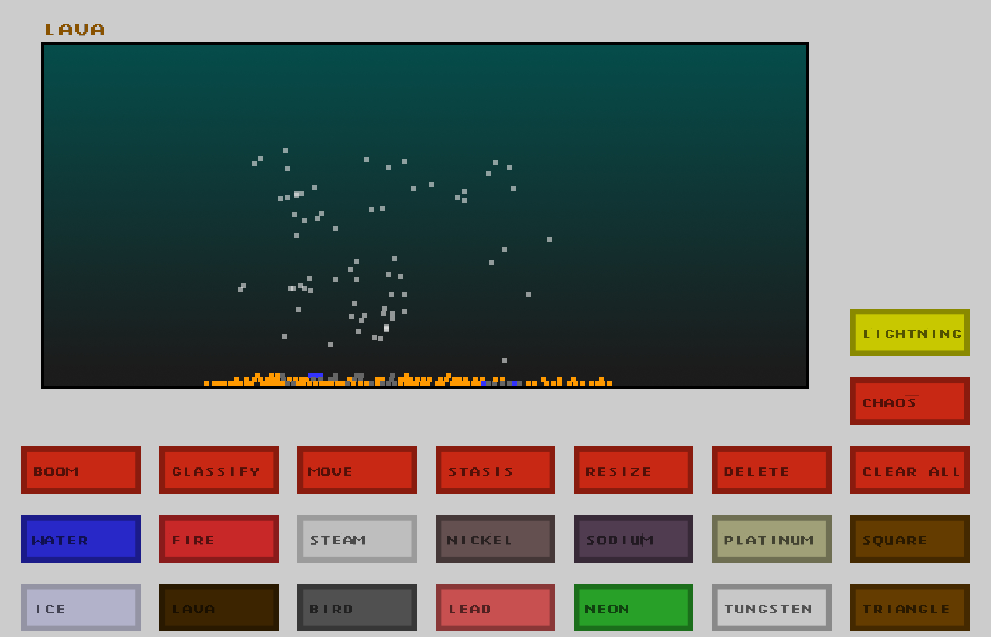 LAVA
LIGHTNING
CHAOS
BOOM GLASSIFY MOVE STASIS RESIZE DELETE CLEAR ALL
WATER FIRE STEAM NICKEL SODIUM PLATINUM SQUARE
ICE LAVA BIRD LEAD NEON TUNGSTEN TRIANGLE